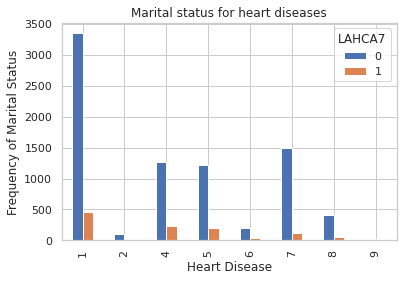 Marital status for heart diseases
3500
3000
2500
2000
1500
1000
500
0
Frequency of Marital Status
LAHCA7
0
1
1 2 4 5 6 7 8 9
Heart Disease